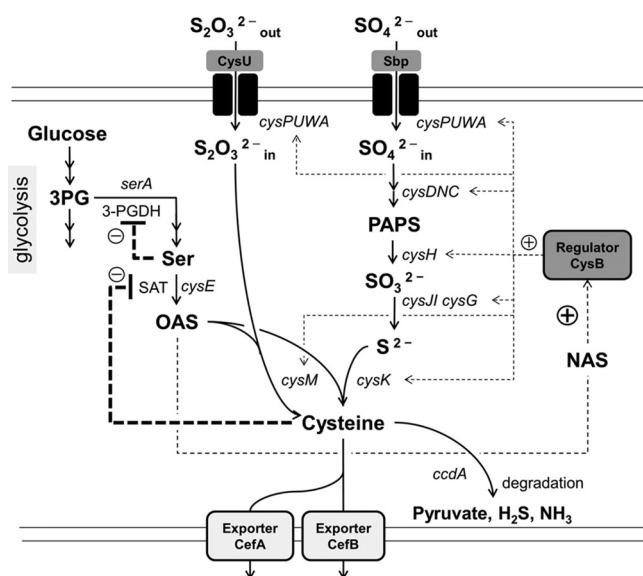 S₂O₃²⁻out
SO₄²⁻out
CysU
Sbp
cysPUWA
cysPUWA
Glucose
S₂O₃²⁻in
SO₄²⁻in
glycolysis
serA
3PG
3-PGDH
cysDNC
PAPS
⊖
Ser
cysH
⊕
Regulator
CysB
⊖
SAT
cysE
SO₃²⁻
cysJI cysG
OAS
⊕
S²⁻
NAS
cysM
cysK
Cysteine
ccdA
degradation
Pyruvate, H₂S, NH₃
Exporter
CefA
Exporter
CefB